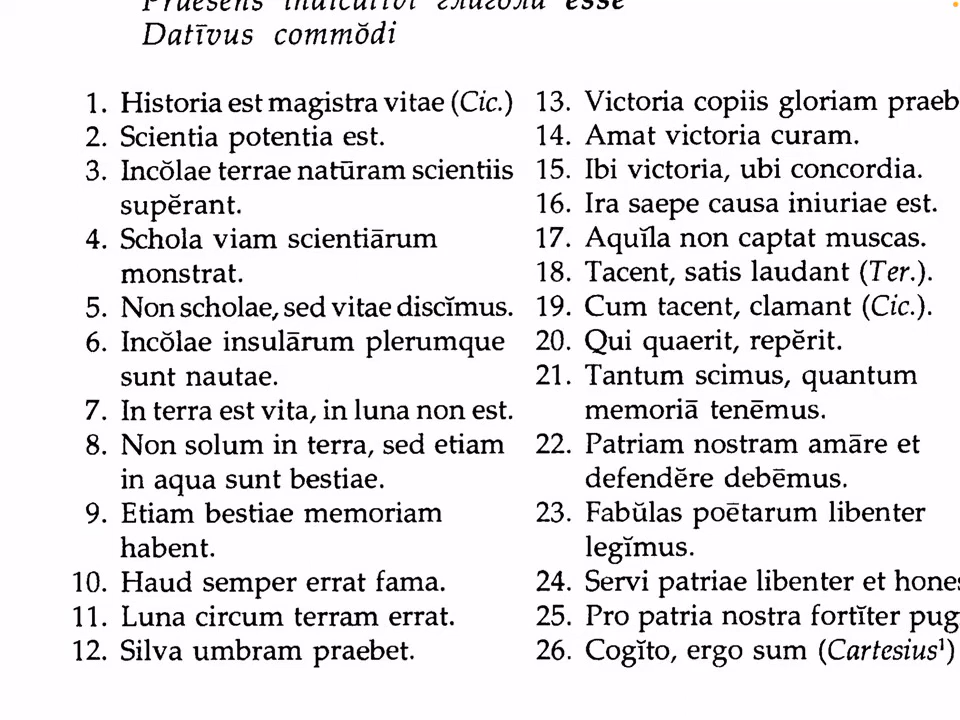 Praesens indicatīvi глагола esse
Datīvus commŏdi
1. Historia est magistra vitae (Cic.)
2. Scientia potentia est.
3. Incŏlae terrae natūram scientiis
supĕrant.
4. Schola viam scientiārum
monstrat.
5. Non scholae, sed vitae discĭmus.
6. Incŏlae insulārum plerumque
sunt nautae.
7. In terra est vita, in luna non est.
8. Non solum in terra, sed etiam
in aqua sunt bestiae.
9. Etiam bestiae memoriam
habent.
10. Haud semper errat fama.
11. Luna circum terram errat.
12. Silva umbram praebet.
13. Victoria copiis gloriam praeb
14. Amat victoria curam.
15. Ibi victoria, ubi concordia.
16. Ira saepe causa iniuriae est.
17. Aquĭla non captat muscas.
18. Tacent, satis laudant (Ter.).
19. Cum tacent, clamant (Cic.).
20. Qui quaerit, repĕrit.
21. Tantum scimus, quantum
memoriā tenēmus.
22. Patriam nostram amāre et
defendĕre debēmus.
23. Fabŭlas poētarum libenter
legĭmus.
24. Servi patriae libenter et hones
25. Pro patria nostra fortĭter pug
26. Cogĭto, ergo sum (Cartesius¹)